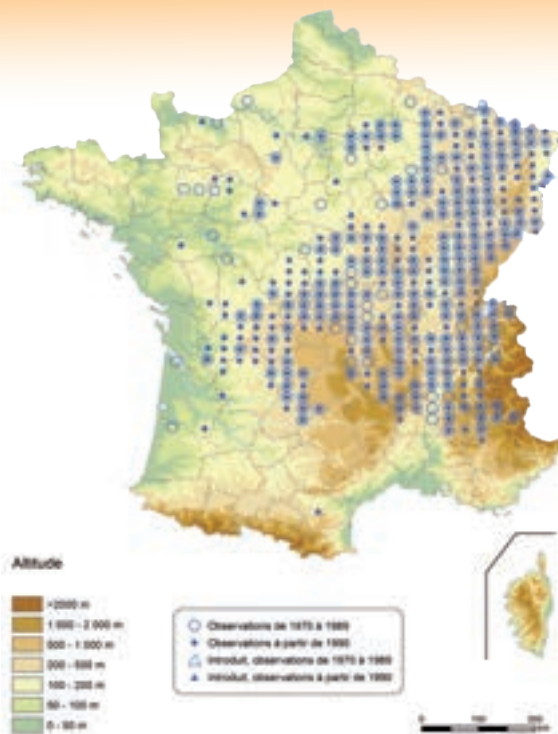 Altitude
>2000 m
1 000 - 2 000 m
500 - 1 000 m
200 - 500 m
100 - 200 m
50 - 100 m
0 - 50 m
Observations de 1970 à 1989
Observations à partir de 1990
Introduit, observations de 1970 à 1989
Introduit, observations à partir de 1990
0 100 200